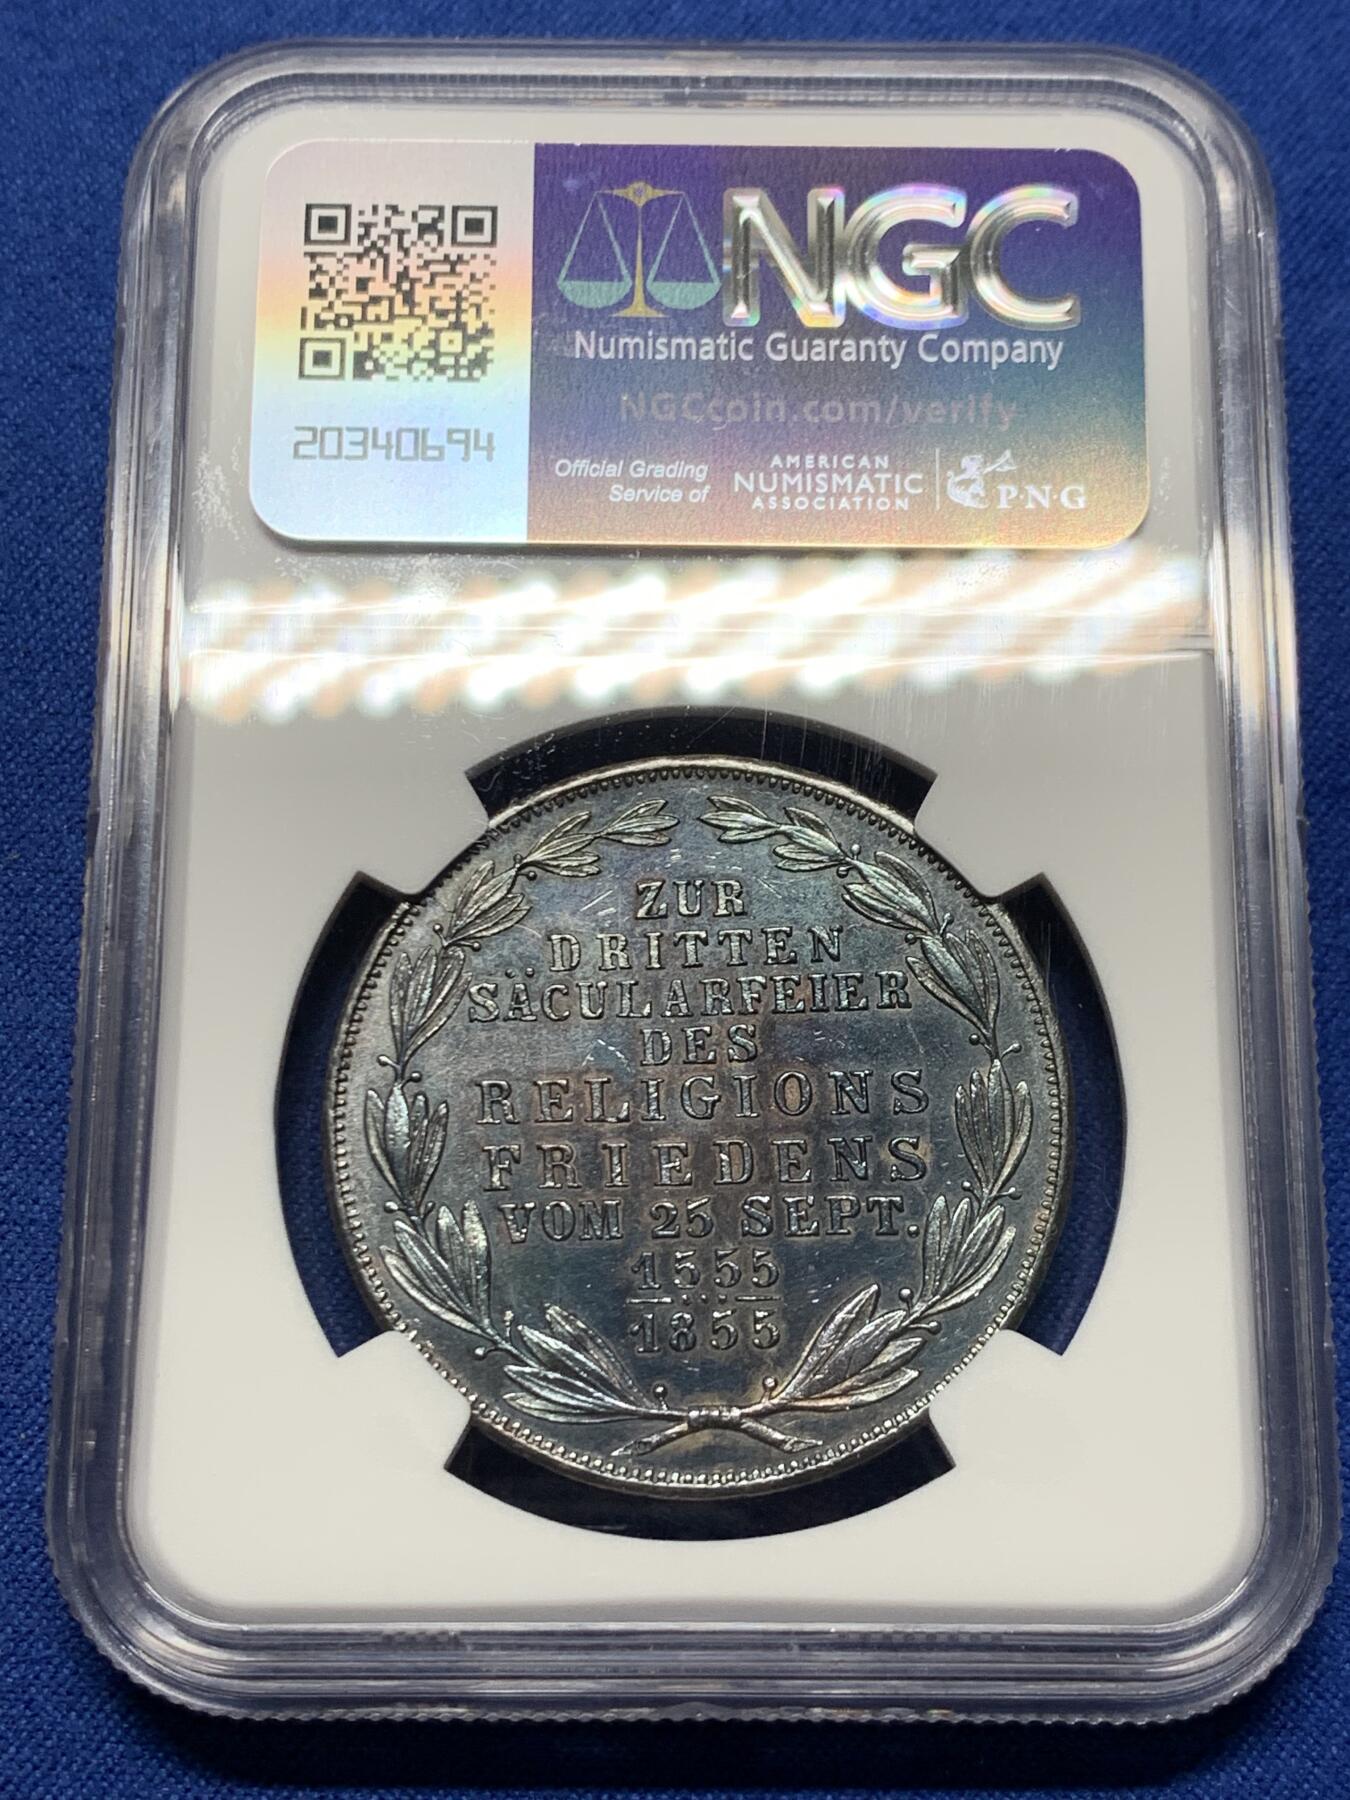 NGC
Numismatic Guaranty Company
NGCcoin.com/verify
20340694
Official Grading
Service of
AMERICAN
NUMISMATIC
ASSOCIATION
P·N·G
ZUR
DRITTEN
SÄCULARFEIER
DES
RELIGIONS
FRIEDENS
VOM 25 SEPT.
1555
1855